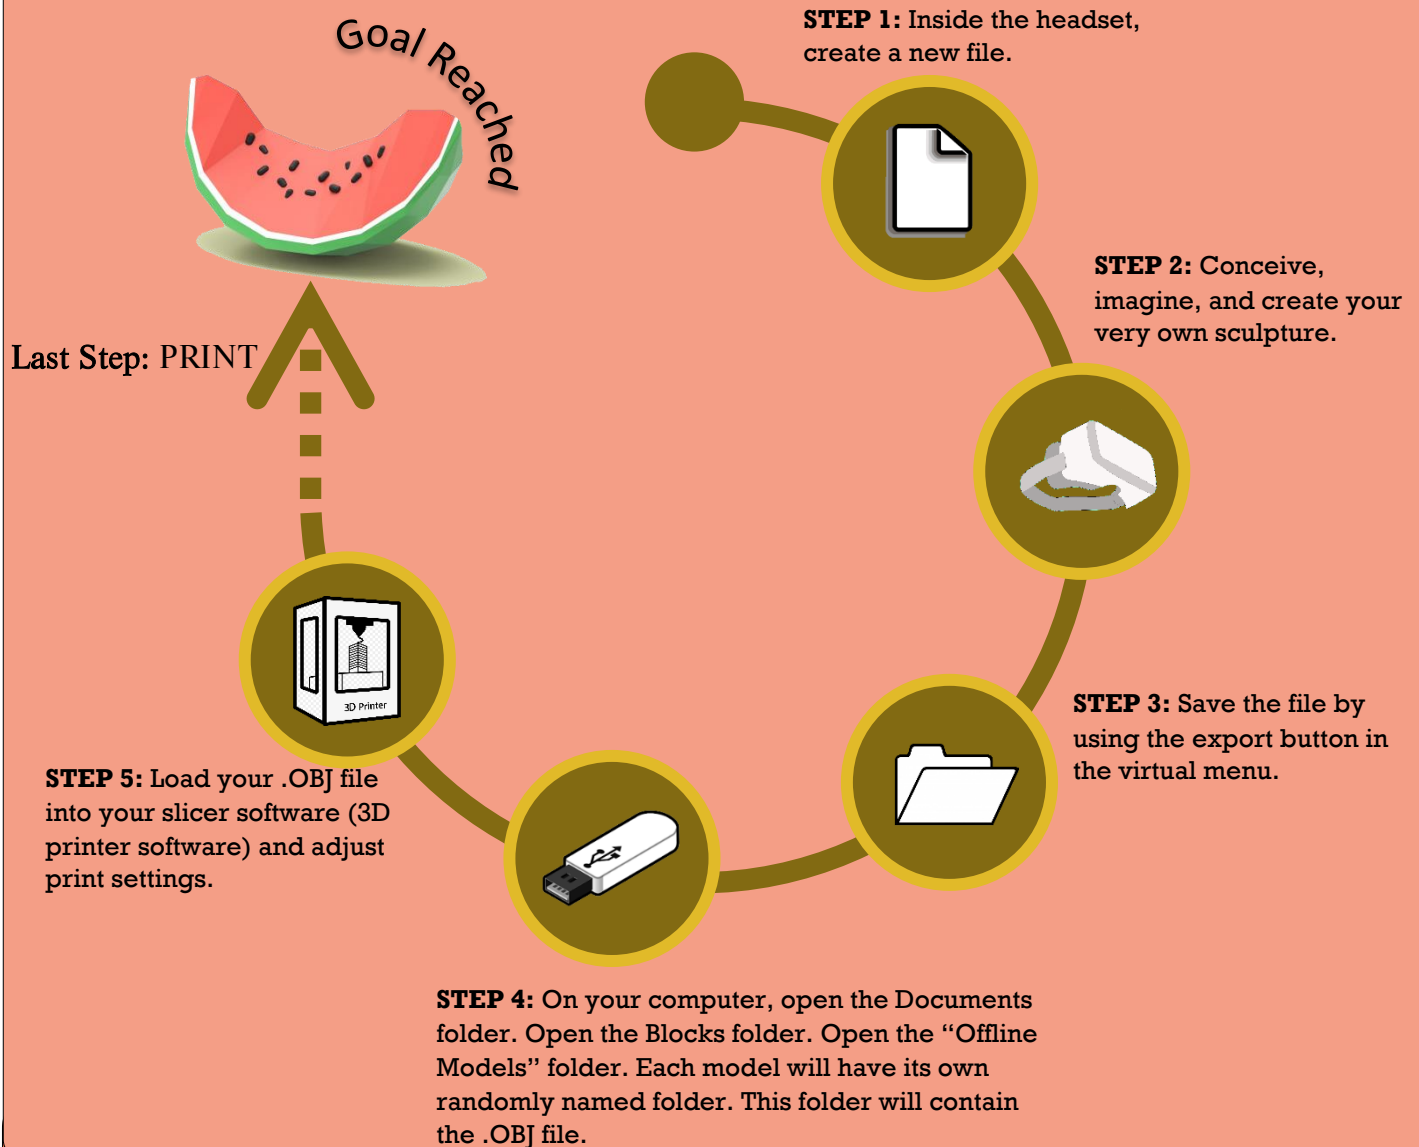 Goal Reached
STEP 1: Inside the headset,
create a new file.
STEP 2: Conceive,
imagine, and create your
very own sculpture.
STEP 3: Save the file by
using the export button in
the virtual menu.
STEP 4: On your computer, open the Documents
folder. Open the Blocks folder. Open the “Offline
Models” folder. Each model will have its own
randomly named folder. This folder will contain
the .OBJ file.
3D Printer
STEP 5: Load your .OBJ file
into your slicer software (3D
printer software) and adjust
print settings.
Last Step: PRINT